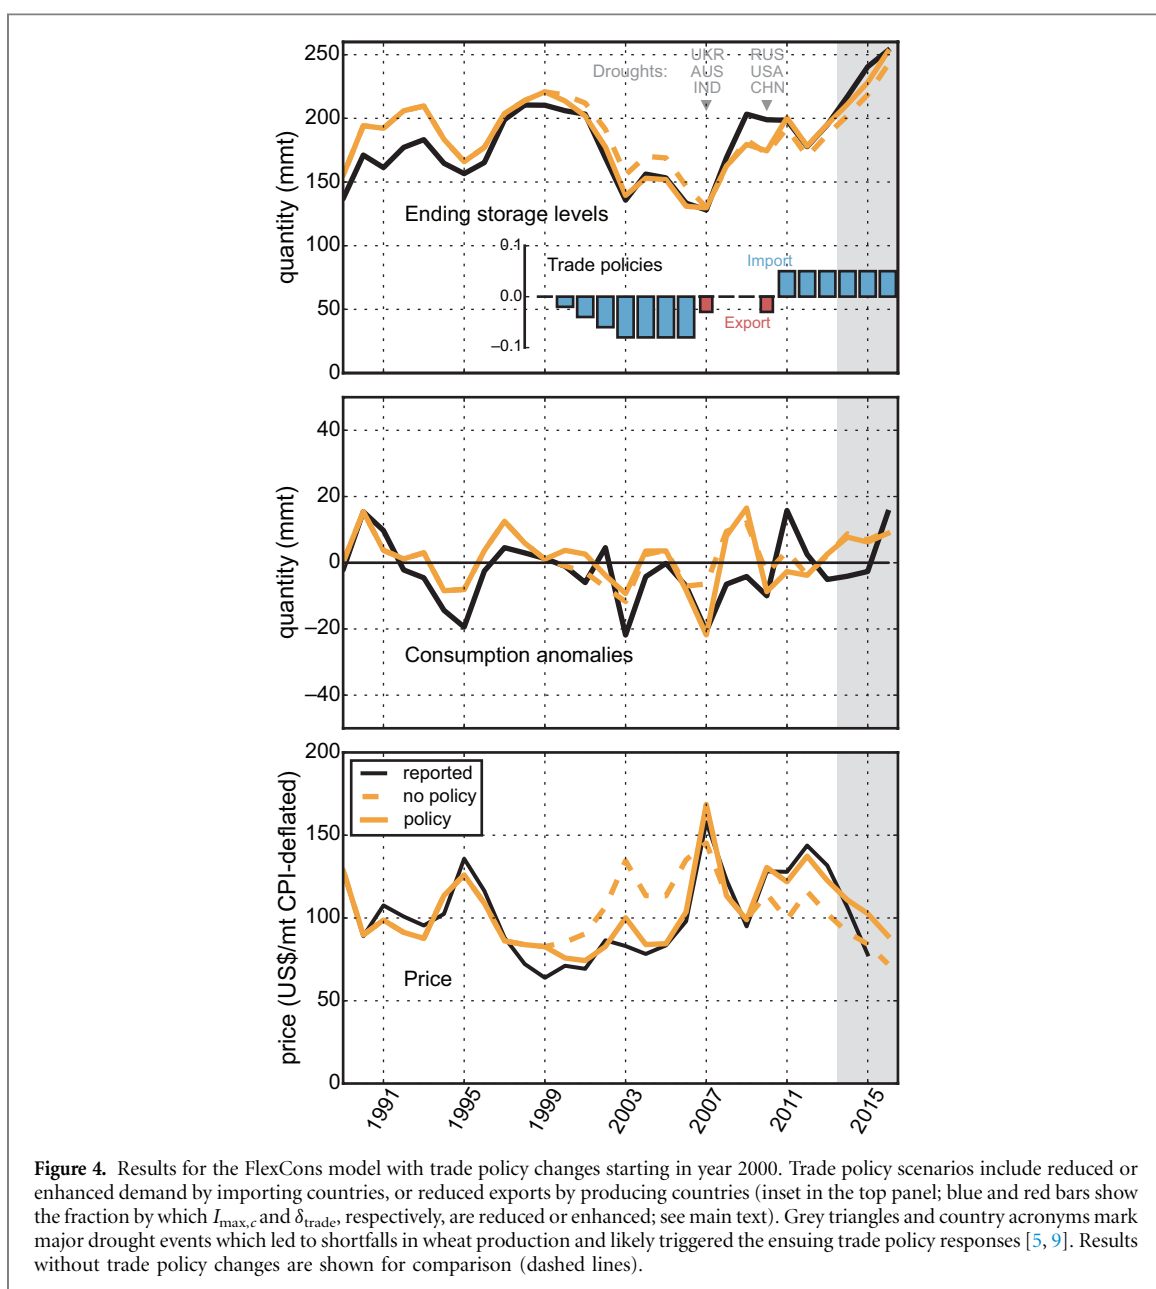 250
200
150
100
50
0
quantity (mmt)
Droughts:
UKR
AUS
IND
RUS
USA
CHN
Ending storage levels
0.1
0.0
−0.1
Trade policies
Import
Export
40
20
0
−20
−40
quantity (mmt)
Consumption anomalies
200
150
100
50
0
price (US$/mt CPI-deflated)
reported
no policy
policy
Price
1991
1995
1999
2003
2007
2011
2015
Figure 4. Results for the FlexCons model with trade policy changes starting in year 2000. Trade policy scenarios include reduced or
enhanced demand by importing countries, or reduced exports by producing countries (inset in the top panel; blue and red bars show
the fraction by which Imax,c and δtrade, respectively, are reduced or enhanced; see main text). Grey triangles and country acronyms mark
major drought events which led to shortfalls in wheat production and likely triggered the ensuing trade policy responses [5, 9]. Results
without trade policy changes are shown for comparison (dashed lines).